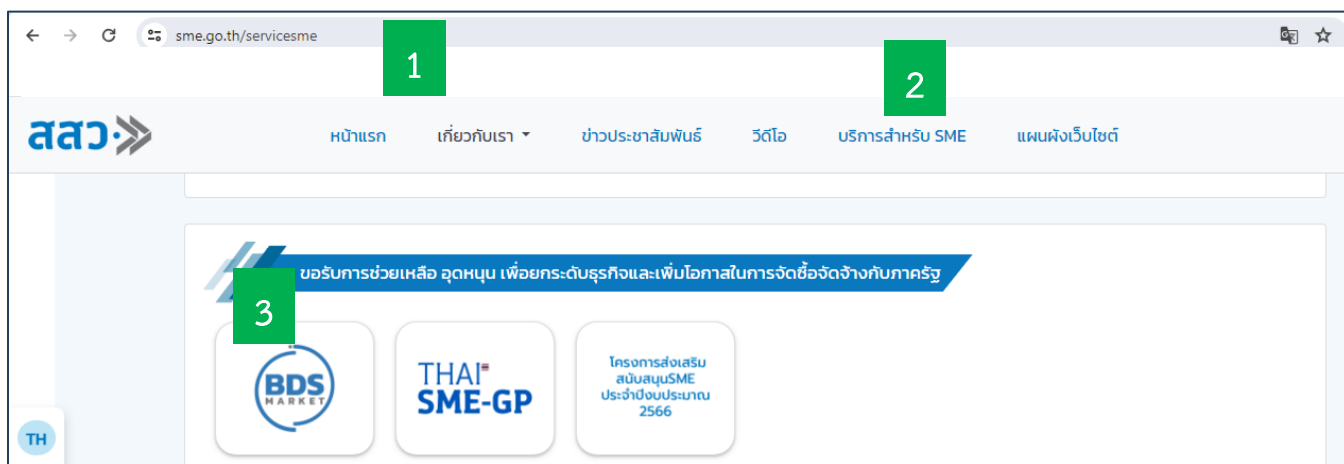 sme.go.th/servicesme
1
2
สสว
หน้าแรก เกี่ยวกับเรา ข่าวประชาสัมพันธ์ วีดีโอ บริการสำหรับ SME แผนผังเว็บไซต์
ขอรับการช่วยเหลือ อุดหนุน เพื่อยกระดับธุรกิจและเพิ่มโอกาสในการจัดซื้อจัดจ้างกับภาครัฐ
3
BDS
MARKET
THAI
SME-GP
โครงการส่งเสริม
สนับสนุนSME
ประจำปีงบประมาณ
2566
TH